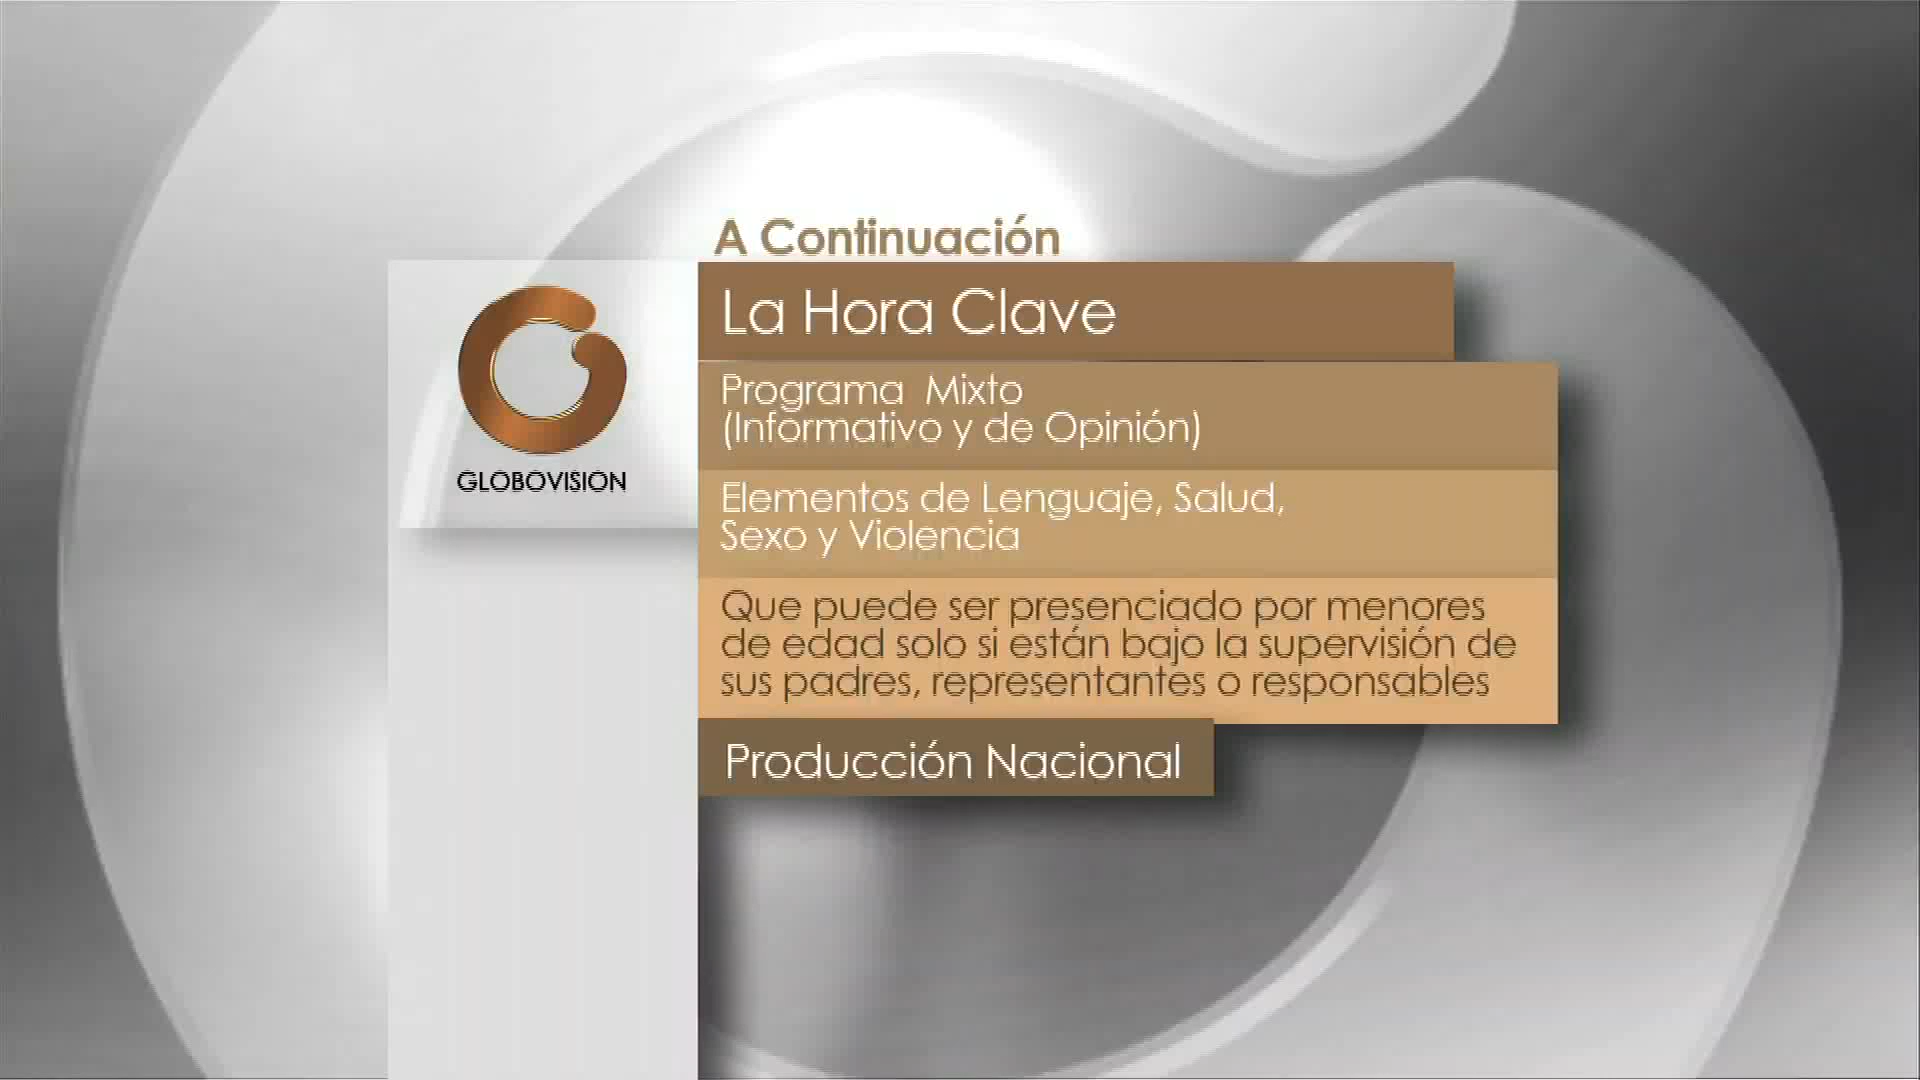 A Continuación
La Hora Clave
GLOBOVISION
Programa Mixto
(Informativo y de Opinión)
Elementos de Lenguaje, Salud,
Sexo y Violencia
Que puede ser presenciado por menores
de edad solo si están bajo la supervisión de
sus padres, representantes o responsables
Producción Nacional